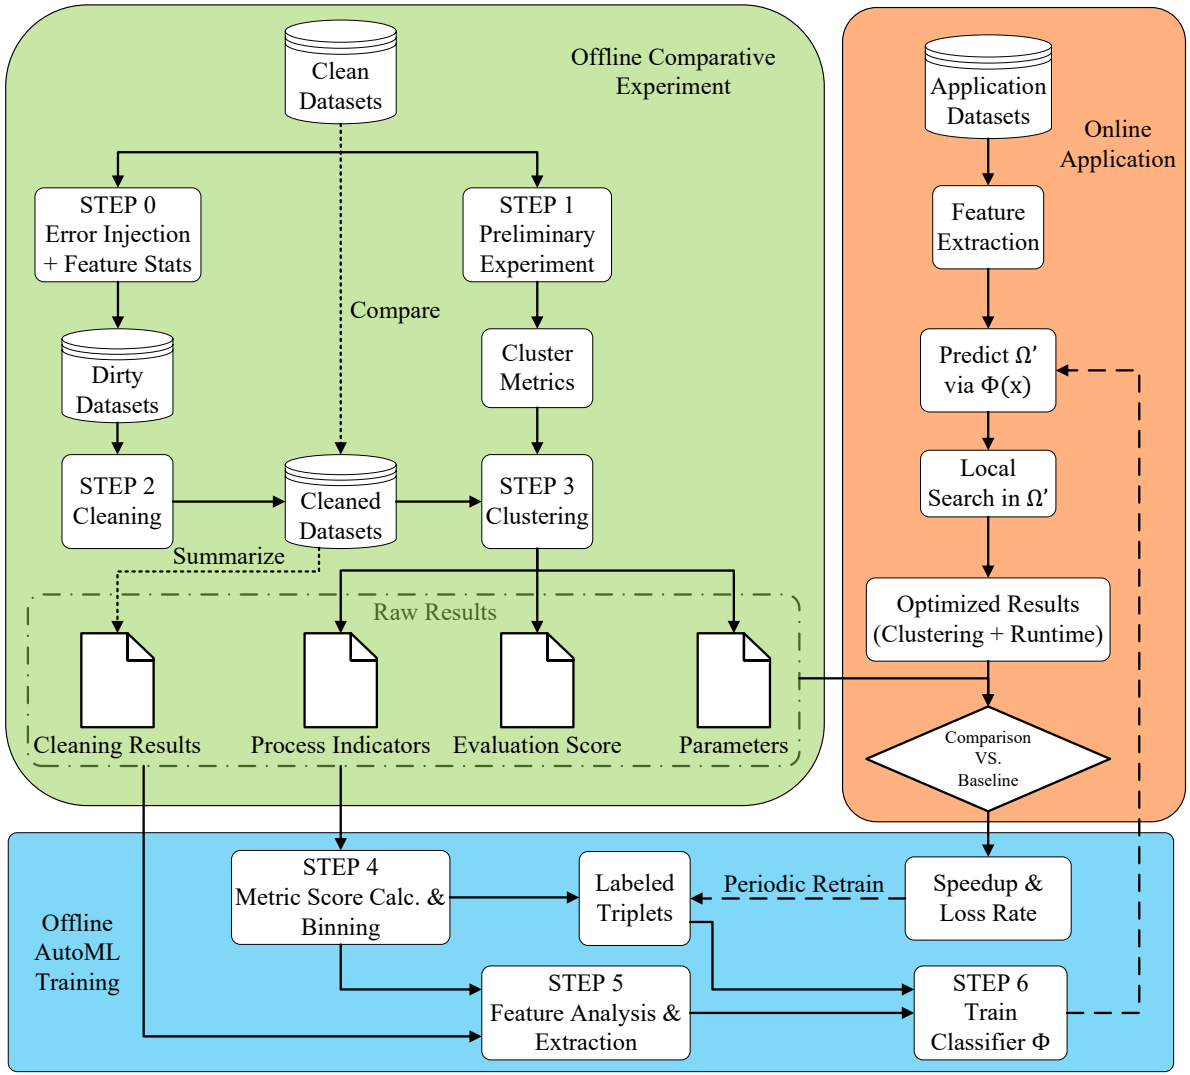 Offline Comparative
Experiment
Clean
Datasets
STEP 0
Error Injection
+ Feature Stats
STEP 1
Preliminary
Experiment
Compare
Dirty
Datasets
Cluster
Metrics
STEP 2
Cleaning
Cleaned
Datasets
STEP 3
Clustering
Summarize
Raw Results
Cleaning Results
Process Indicators
Evaluation Score
Parameters
Application
Datasets
Online
Application
Feature
Extraction
Predict Ω’
via Φ(x)
Local
Search in Ω’
Optimized Results
(Clustering + Runtime)
Comparison
VS.
Baseline
Offline
AutoML
Training
STEP 4
Metric Score Calc. &
Binning
Labeled
Triplets
Periodic Retrain
Speedup &
Loss Rate
STEP 5
Feature Analysis &
Extraction
STEP 6
Train
Classifier Φ